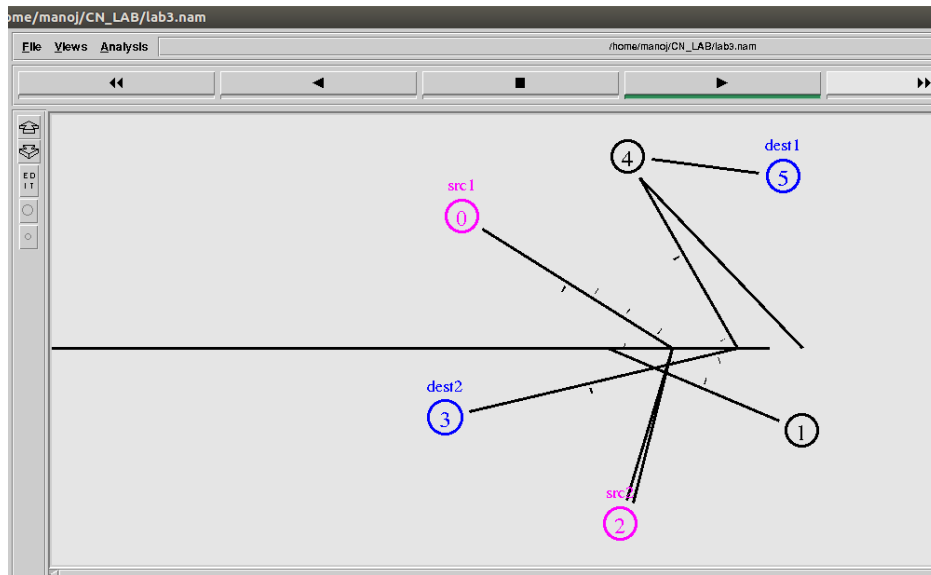 ome/manoj/CN_LAB/lab3.nam
File Views Analysis /home/manoj/CN_LAB/lab3.nam
E D
I T
4
dest1
5
src1
0
dest2
3
1
src2
2